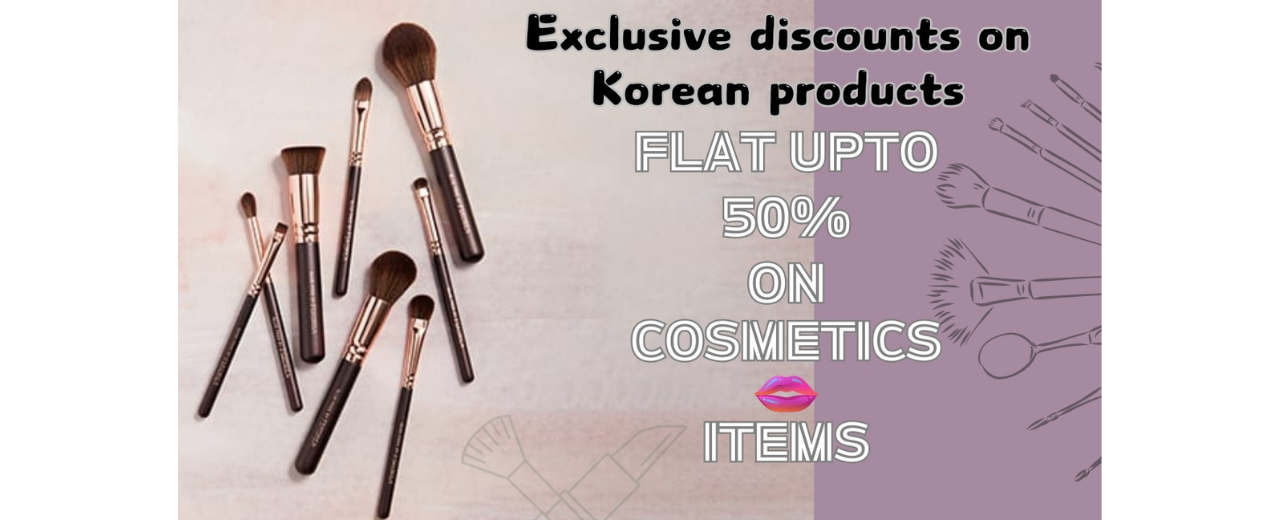 Exclusive discounts on
Korean products
FLAT UPTO
50%
ON
COSMETICS
ITEMS